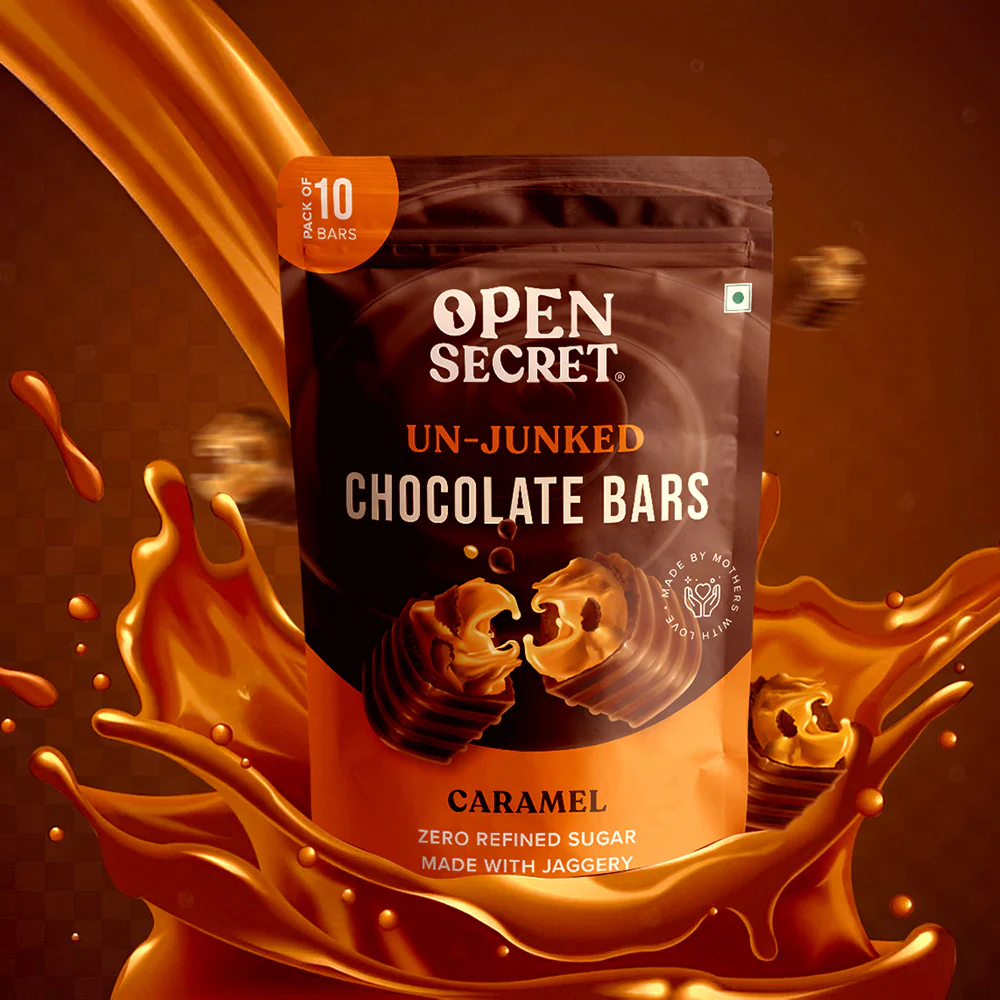 PACK OF
10
BARS
OPEN
SECRET®
UN-JUNKED
CHOCOLATE BARS
MADE BY MOTHERS WITH LOVE •
CARAMEL
ZERO REFINED SUGAR
MADE WITH JAGGERY